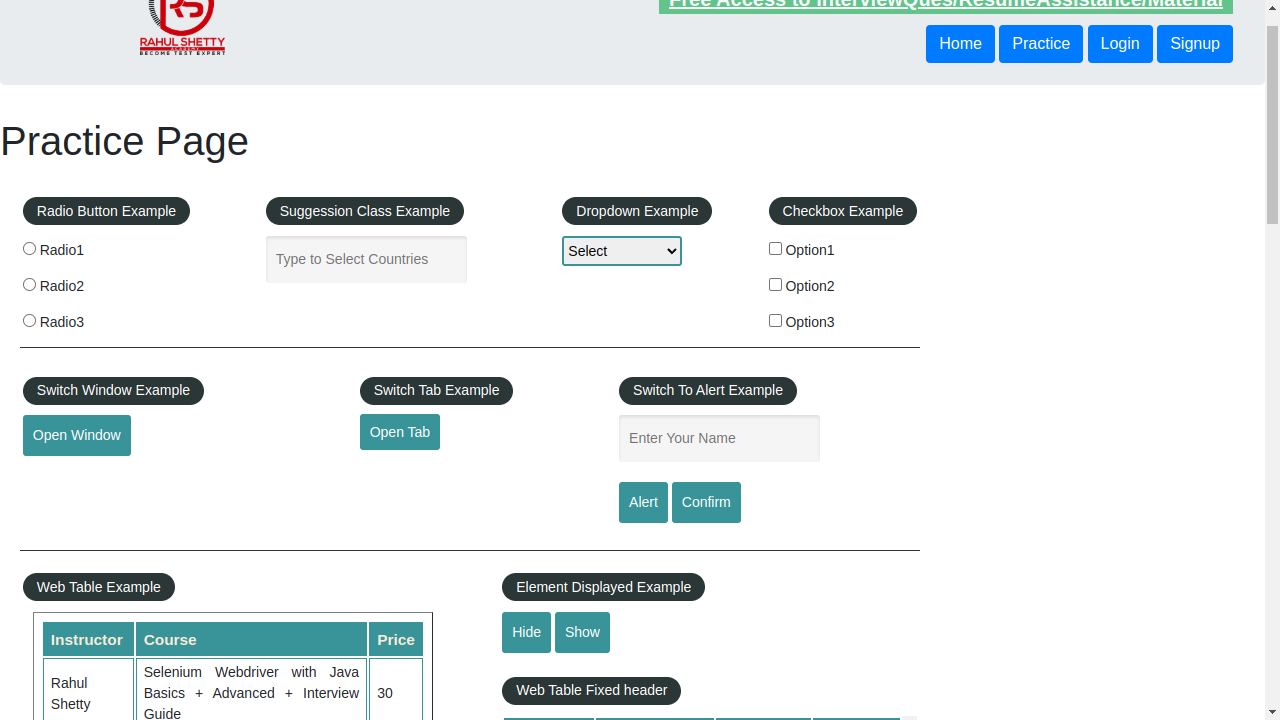 Free Access to InterviewQues/ResumeAssistance/Material
RS
RAHUL SHETTY
ACADEMY
BECOME TEST EXPERT
Home
Practice
Login
Signup
Practice Page
Radio Button Example
Suggession Class Example
Dropdown Example
Checkbox Example
Radio1
Type to Select Countries
Select
Option1
Radio2
Option2
Radio3
Option3
Switch Window Example
Switch Tab Example
Switch To Alert Example
Open Window
Open Tab
Enter Your Name
Alert
Confirm
Web Table Example
Element Displayed Example
Instructor Course Price
Hide
Show
Rahul Shetty
Selenium Webdriver with Java
Basics + Advanced + Interview
Guide
30
Web Table Fixed header